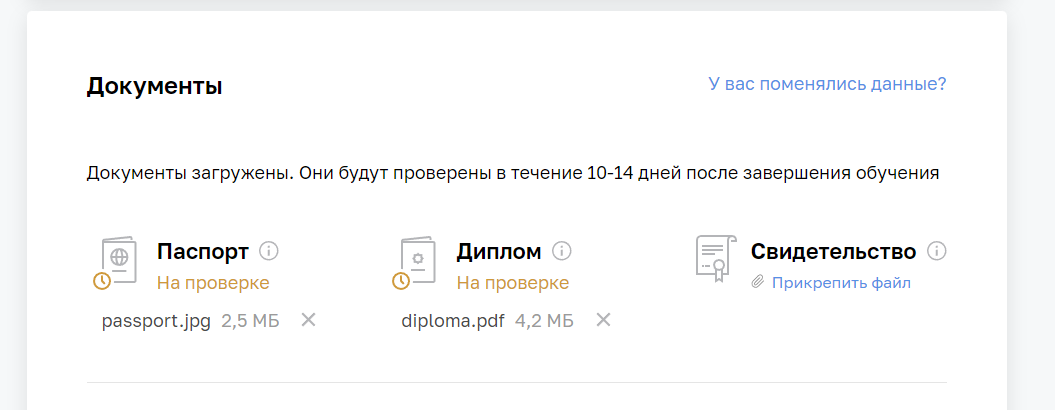 Документы
У вас поменялись данные?
Документы загружены. Они будут проверены в течение 10-14 дней после завершения обучения
Паспорт
На проверке
passport.jpg 2,5 МБ
Диплом
На проверке
diploma.pdf 4,2 МБ
Свидетельство
Прикрепить файл